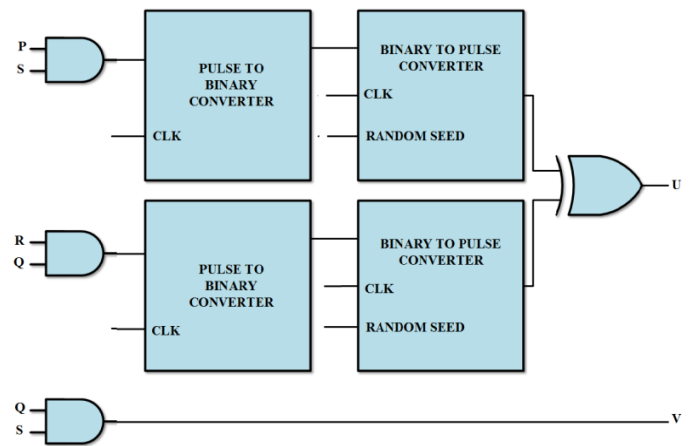 P
S
PULSE TO
BINARY
CONVERTER
CLK
BINARY TO PULSE
CONVERTER
CLK
RANDOM SEED
U
R
Q
PULSE TO
BINARY
CONVERTER
CLK
BINARY TO PULSE
CONVERTER
CLK
RANDOM SEED
Q
S
V